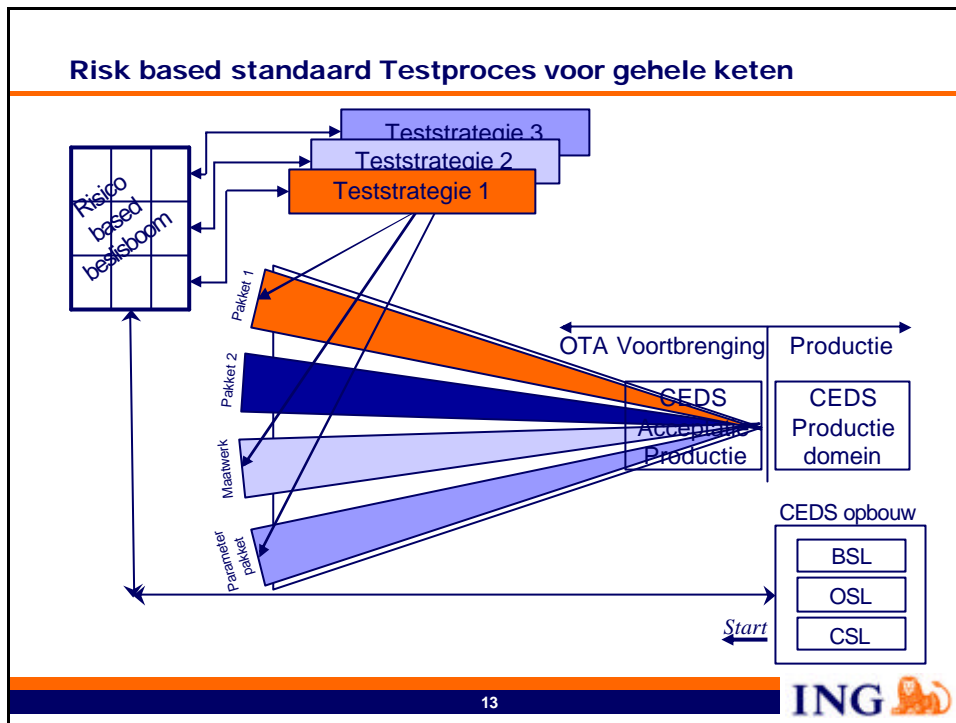 Risk based standaard Testproces voor gehele keten
Teststrategie 3
Teststrategie 2
Teststrategie 1
Risico
based
beslisboom
Pakket 1
Pakket 2
Maatwerk
Parameter
pakket
OTA Voortbrenging
Productie
CEDS
Acceptatie
Productie
CEDS
Productie
domein
CEDS opbouw
BSL
OSL
CSL
Start
13
ING